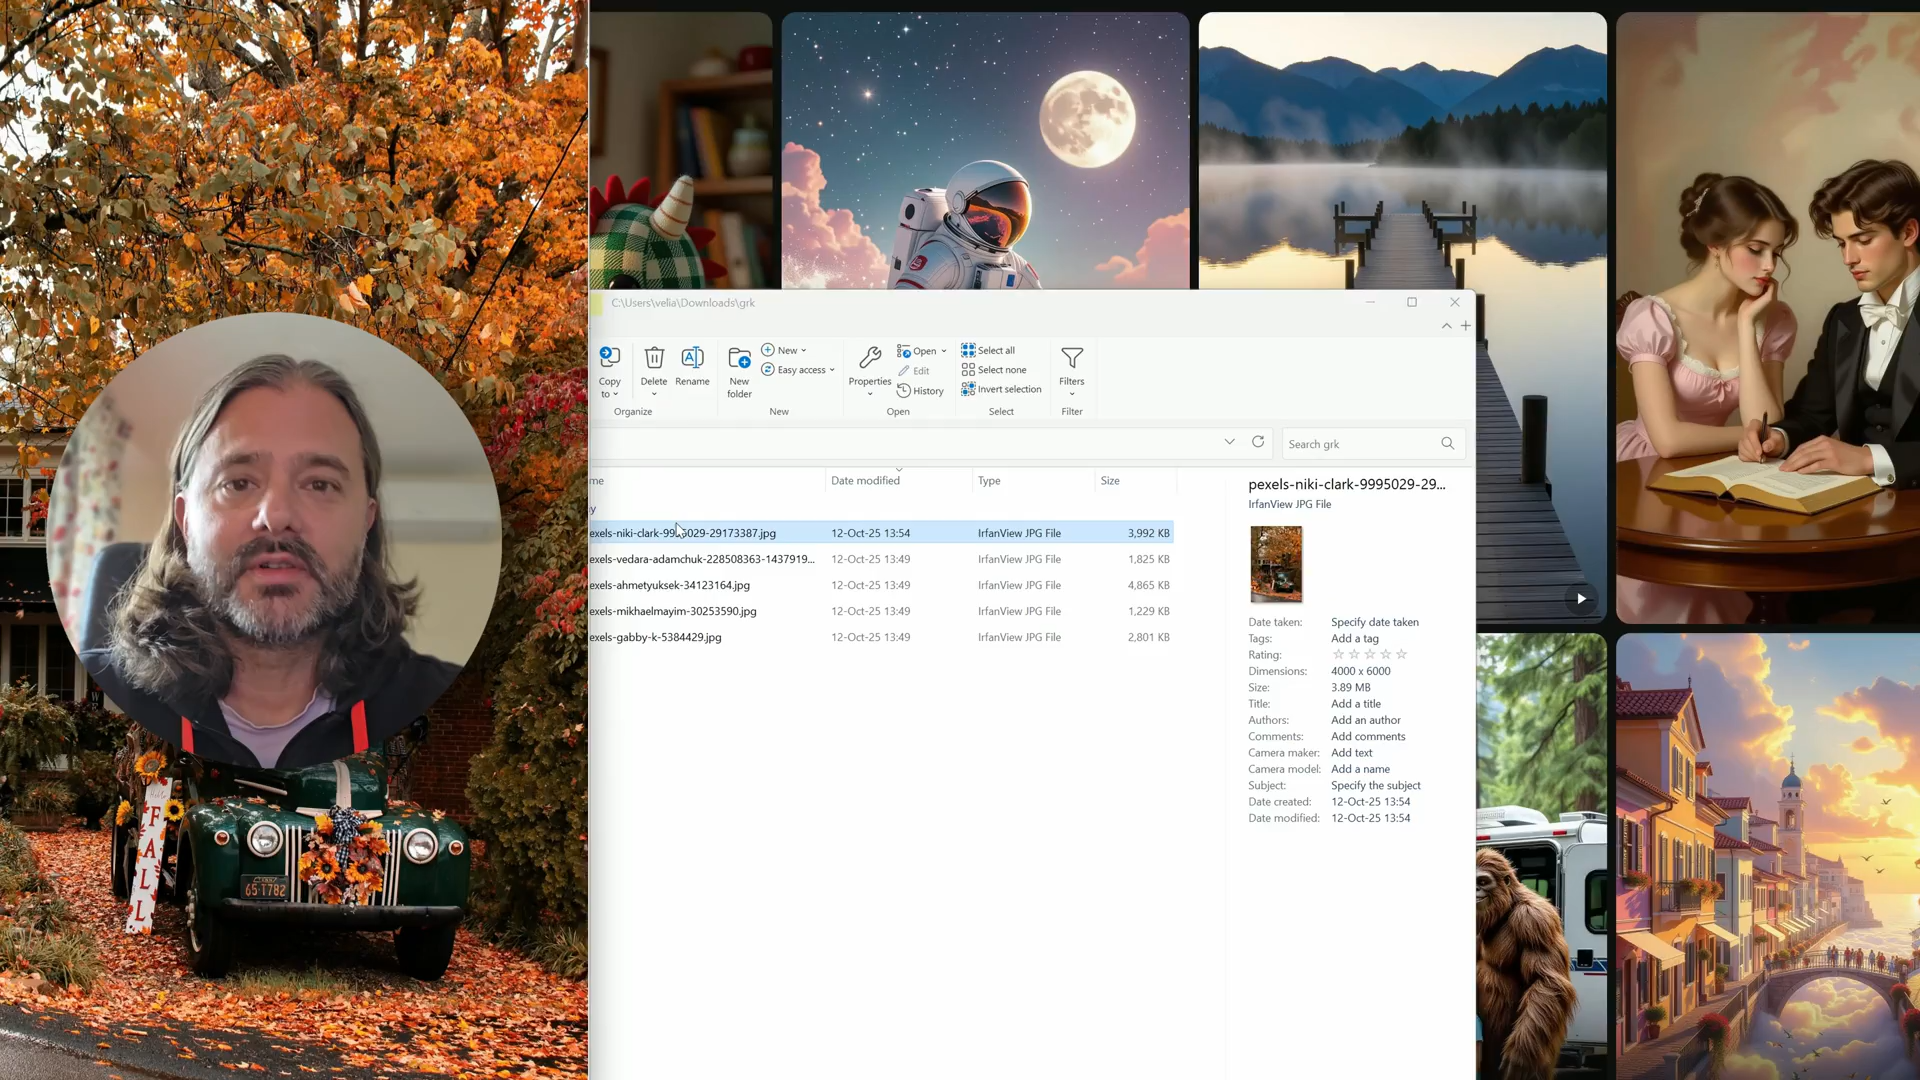 C:\Users\velia\Downloads\grk
Copy to
Delete
Rename
New folder
New
Easy access
Properties
Open
Edit
History
Select all
Select none
Invert selection
Filters
Organize
New
Open
Select
Filter
Search grk
me
Date modified
Type
Size
y
exels-niki-clark-9995029-29173387.jpg 12-Oct-25 13:54 IrfanView JPG File 3,992 KB
exels-vedara-adamchuk-228508363-1437919... 12-Oct-25 13:49 IrfanView JPG File 1,825 KB
exels-ahmetyuksek-34123164.jpg 12-Oct-25 13:49 IrfanView JPG File 4,865 KB
exels-mikhaelmayim-30253590.jpg 12-Oct-25 13:49 IrfanView JPG File 1,229 KB
exels-gabby-k-5384429.jpg 12-Oct-25 13:49 IrfanView JPG File 2,801 KB
pexels-niki-clark-9995029-29...
IrfanView JPG File
Date taken: Specify date taken
Tags: Add a tag
Rating:
Dimensions: 4000 x 6000
Size: 3.89 MB
Title: Add a title
Authors: Add an author
Comments: Add comments
Camera maker: Add text
Camera model: Add a name
Subject: Specify the subject
Date created: 12-Oct-25 13:54
Date modified: 12-Oct-25 13:54
FALL
65-1782